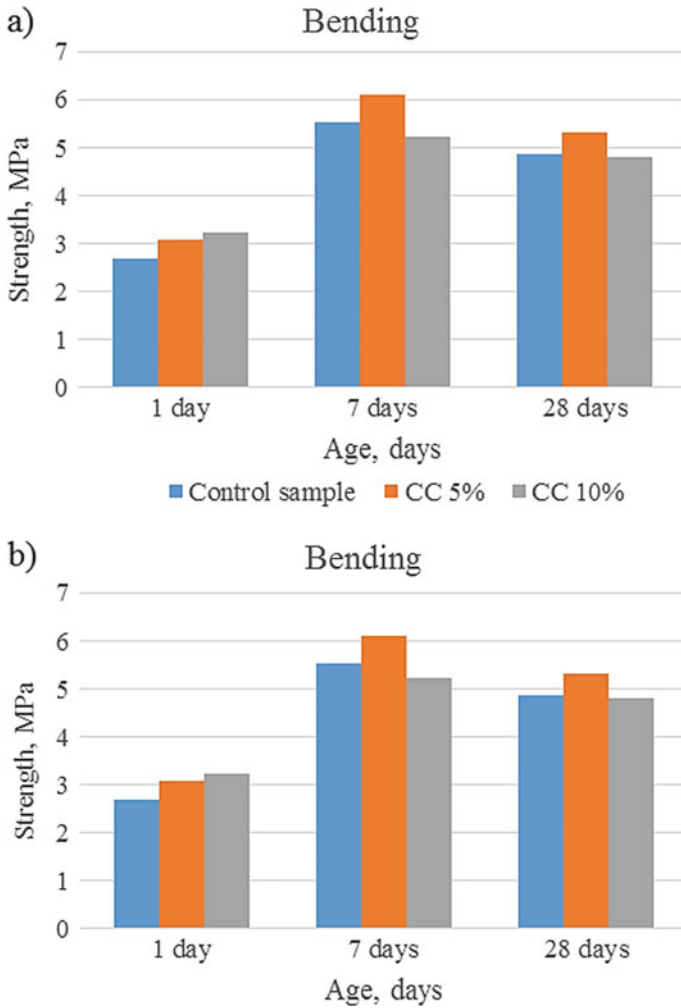 a)
Bending
Strength, MPa
7
6
5
4
3
2
1
0
1 day 7 days 28 days
Age, days
Control sample CC 5% CC 10%
b)
Bending
Strength, MPa
7
6
5
4
3
2
1
0
1 day 7 days 28 days
Age, days